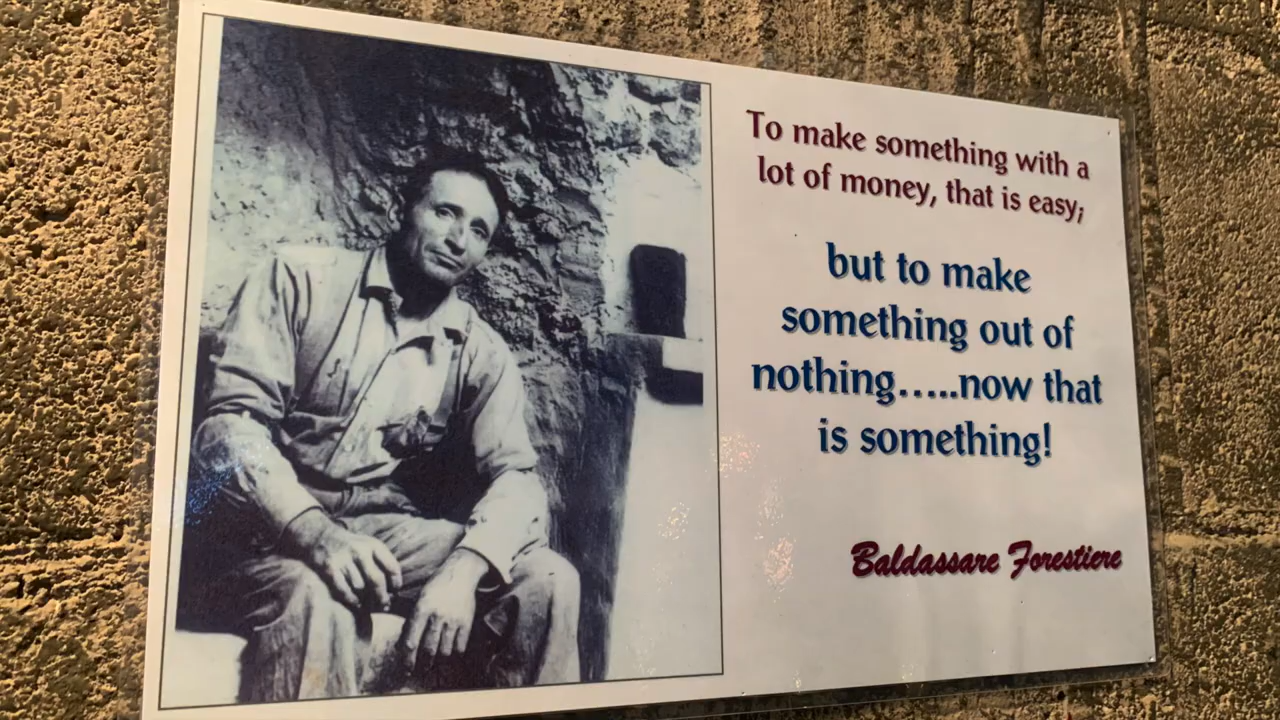 To make something with a
lot of money, that is easy;
but to make
something out of
nothing.....now that
is something!
Baldassare Forestiere